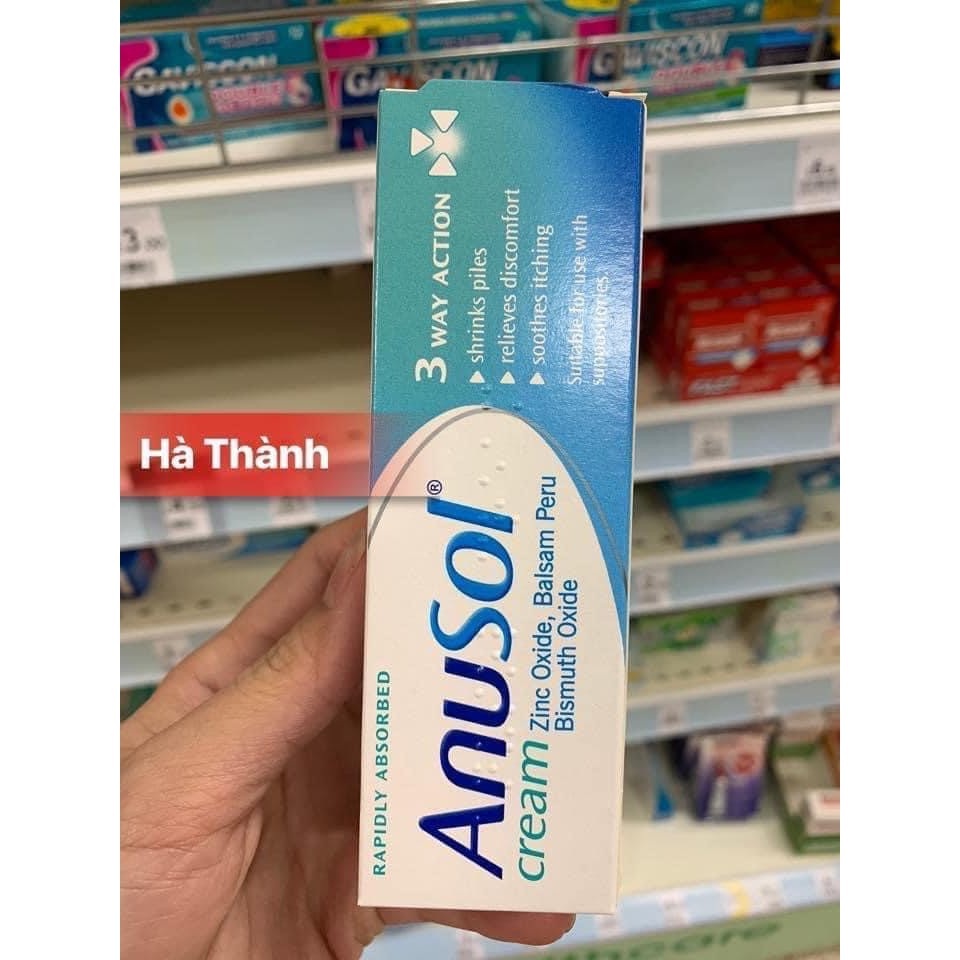 GAVISCON
GAVISCON
GAVISCON
3 WAY ACTION
shrinks piles
relieves discomfort
soothes itching
Suitable for use with
suppositories.
Hà Thành
RAPIDLY ABSORBED
Anusol®
cream
Zinc Oxide, Balsam Peru
Bismuth Oxide